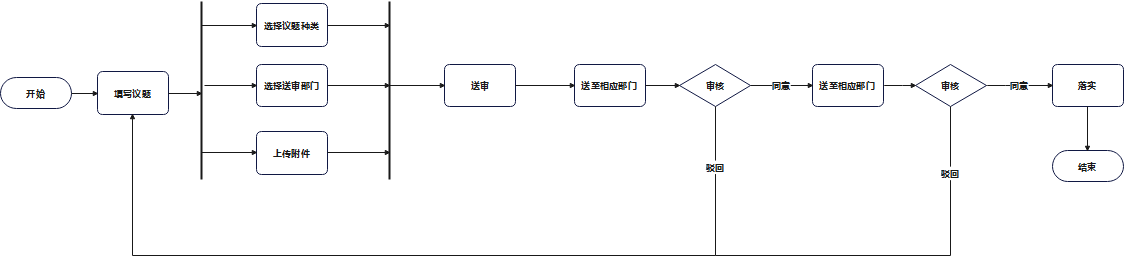 开始
填写议题
选择议题种类
选择送审部门
上传附件
送审
送至相应部门
审核
同意
驳回
送至相应部门
审核
同意
驳回
落实
结束